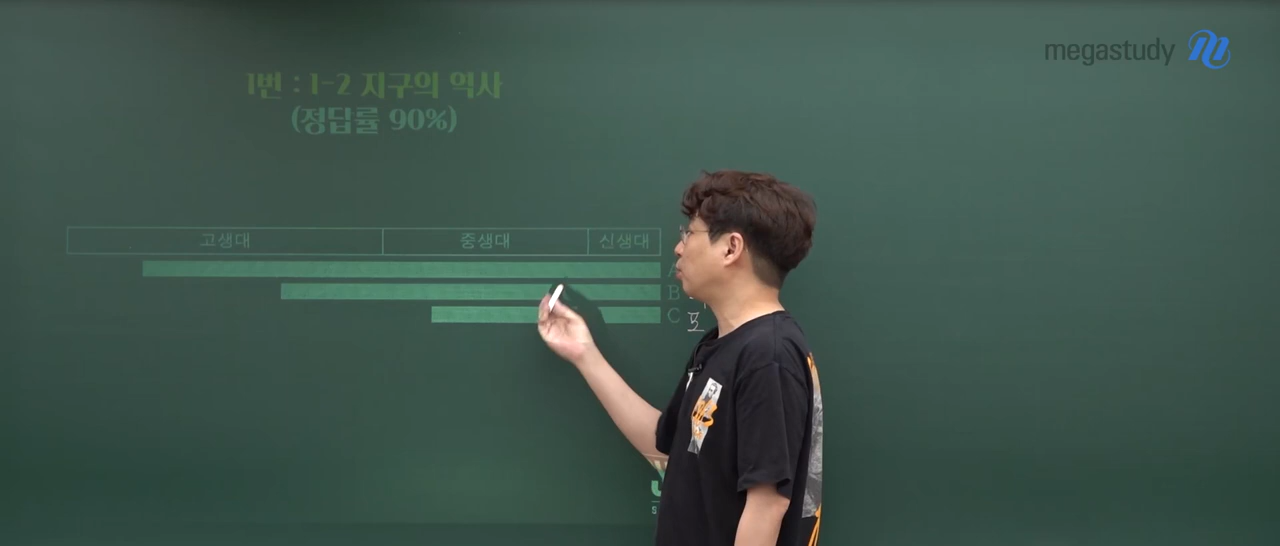 megastudy
1번 : 1-2 지구의 역사
(정답률 90%)
고생대 중생대 신생대
A
B
C 포